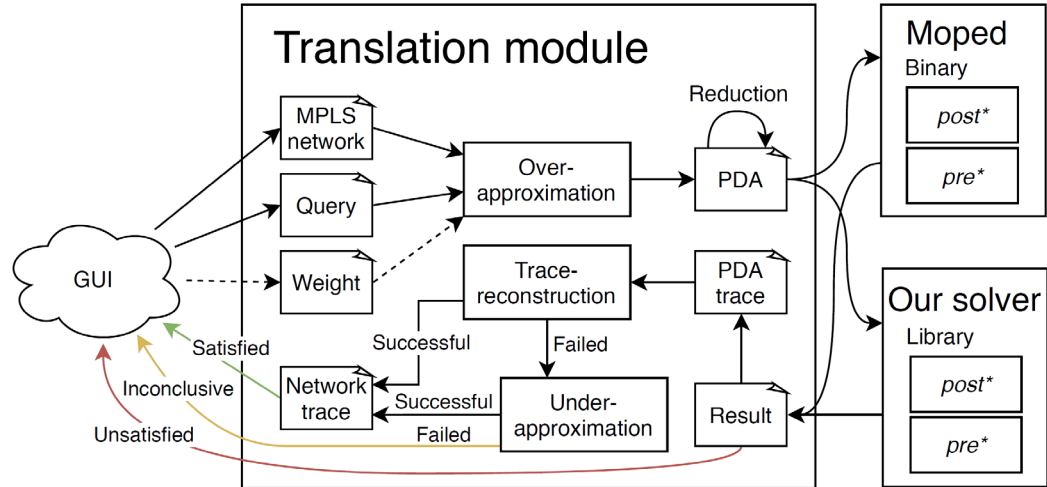 Translation module
Moped
Binary
post*
pre*
MPLS
network
Reduction
Over-
approximation
PDA
Query
GUI
Weight
Trace-
reconstruction
PDA
trace
Our solver
Library
post*
pre*
Satisfied
Successful
Failed
Inconclusive
Network
trace
Successful
Under-
approximation
Result
Unsatisfied
Failed